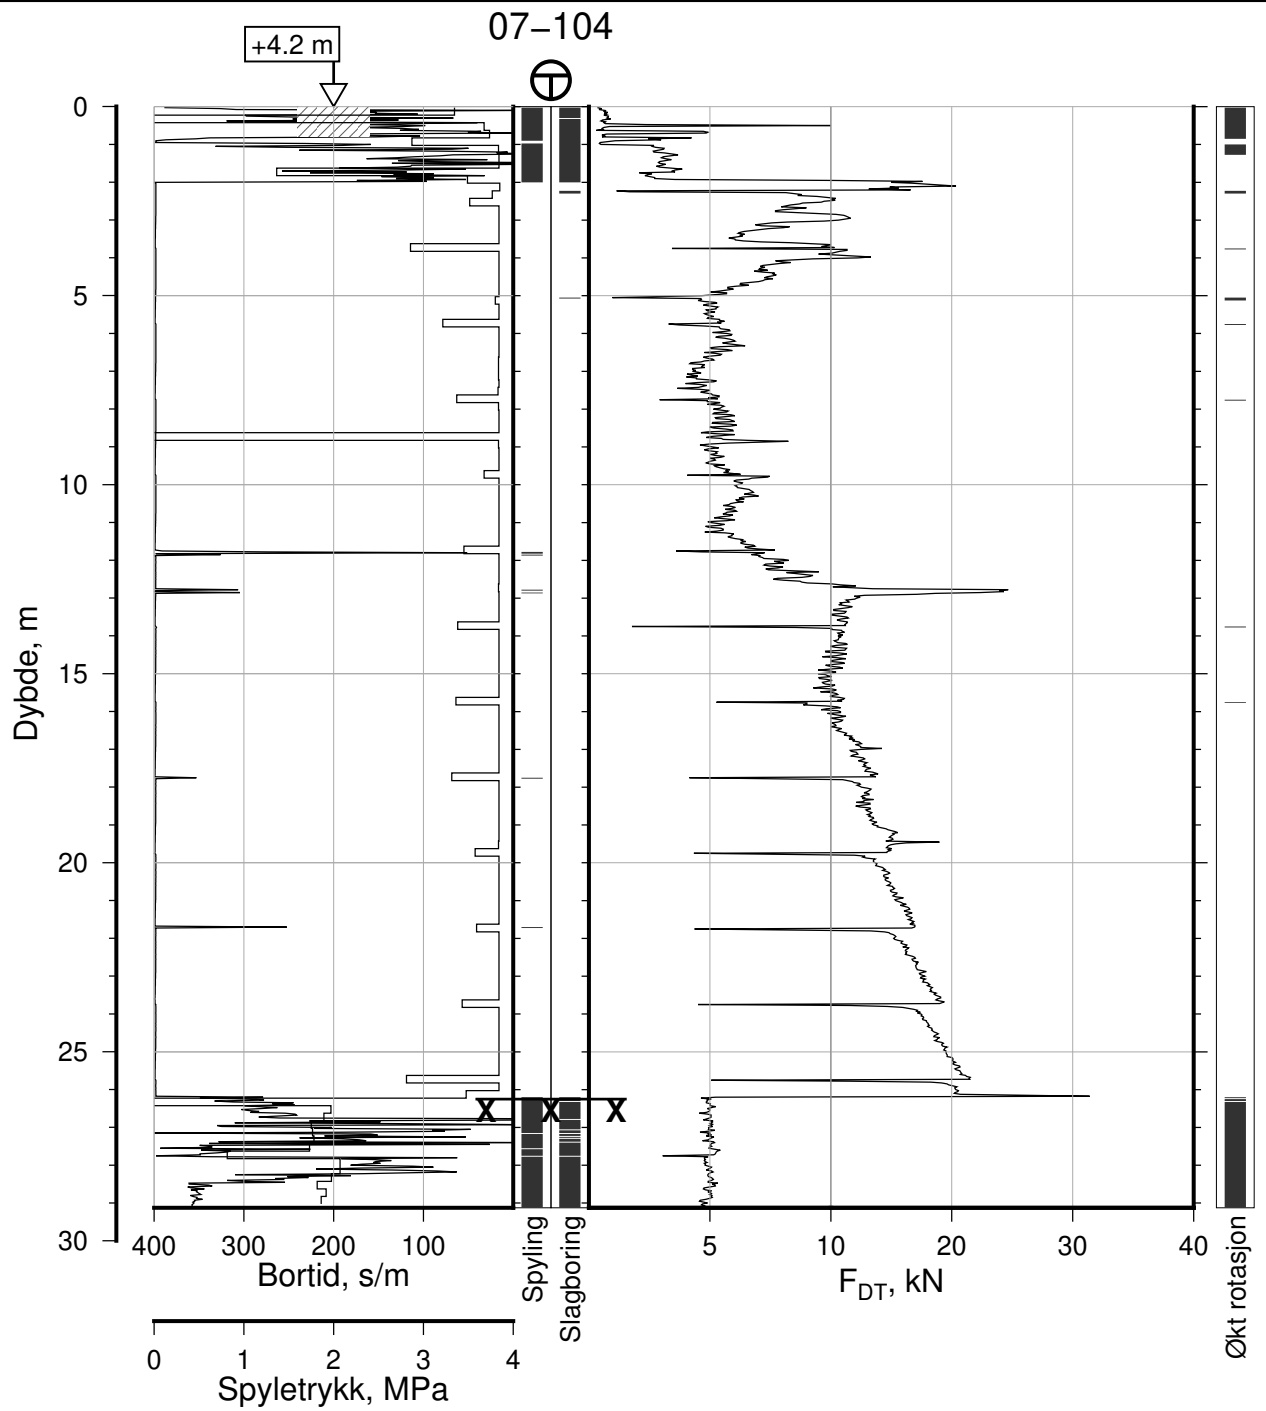 07–104
+4.2 m
0
5
10
15
20
25
30
Dybde, m
400 300 200 100
Bortid, s/m
0 1 2 3 4
Spyletrykk, MPa
Spyling
Slagboring
X X X
5 10 20 30 40
FDT, kN
Økt rotasjon